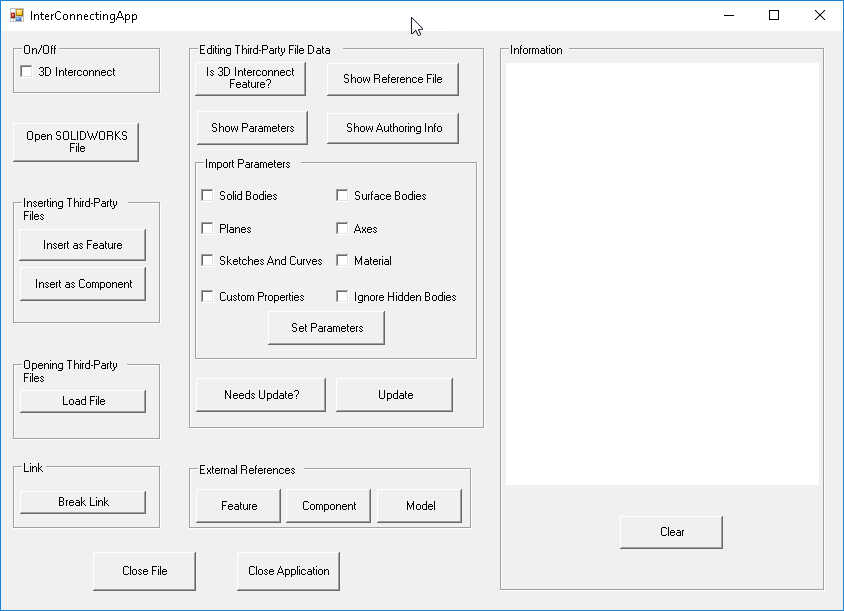 InterConnectingApp
On/Off
3D Interconnect
Open SOLIDWORKS
File
Inserting Third-Party
Files
Insert as Feature
Insert as Component
Opening Third-Party
Files
Load File
Link
Break Link
Close File
Close Application
Editing Third-Party File Data
Is 3D Interconnect
Feature?
Show Reference File
Show Parameters
Show Authoring Info
Import Parameters
Solid Bodies
Surface Bodies
Planes
Axes
Sketches And Curves
Material
Custom Properties
Ignore Hidden Bodies
Set Parameters
Needs Update?
Update
External References
Feature
Component
Model
Information
Clear